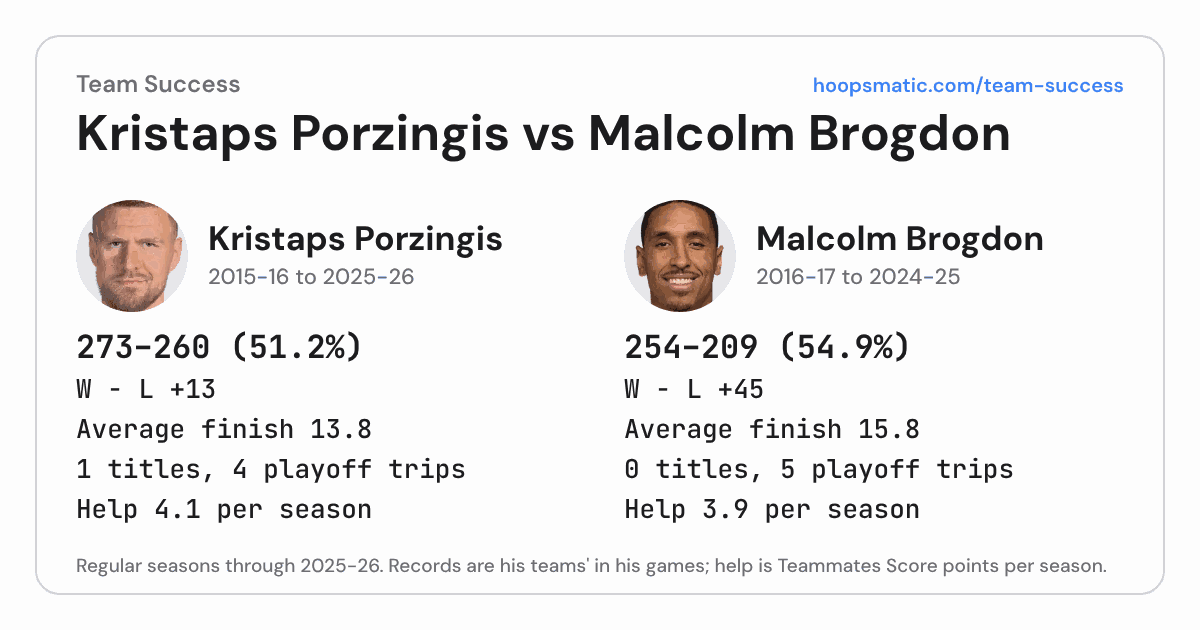 Team Success
hoopsmatic.com/team-success
Kristaps Porzingis vs Malcolm Brogdon
Kristaps Porzingis
2015-16 to 2025-26
273-260 (51.2%)
W - L +13
Average finish 13.8
1 titles, 4 playoff trips
Help 4.1 per season
Malcolm Brogdon
2016-17 to 2024-25
254-209 (54.9%)
W - L +45
Average finish 15.8
0 titles, 5 playoff trips
Help 3.9 per season
Regular seasons through 2025-26. Records are his teams' in his games; help is Teammates Score points per season.